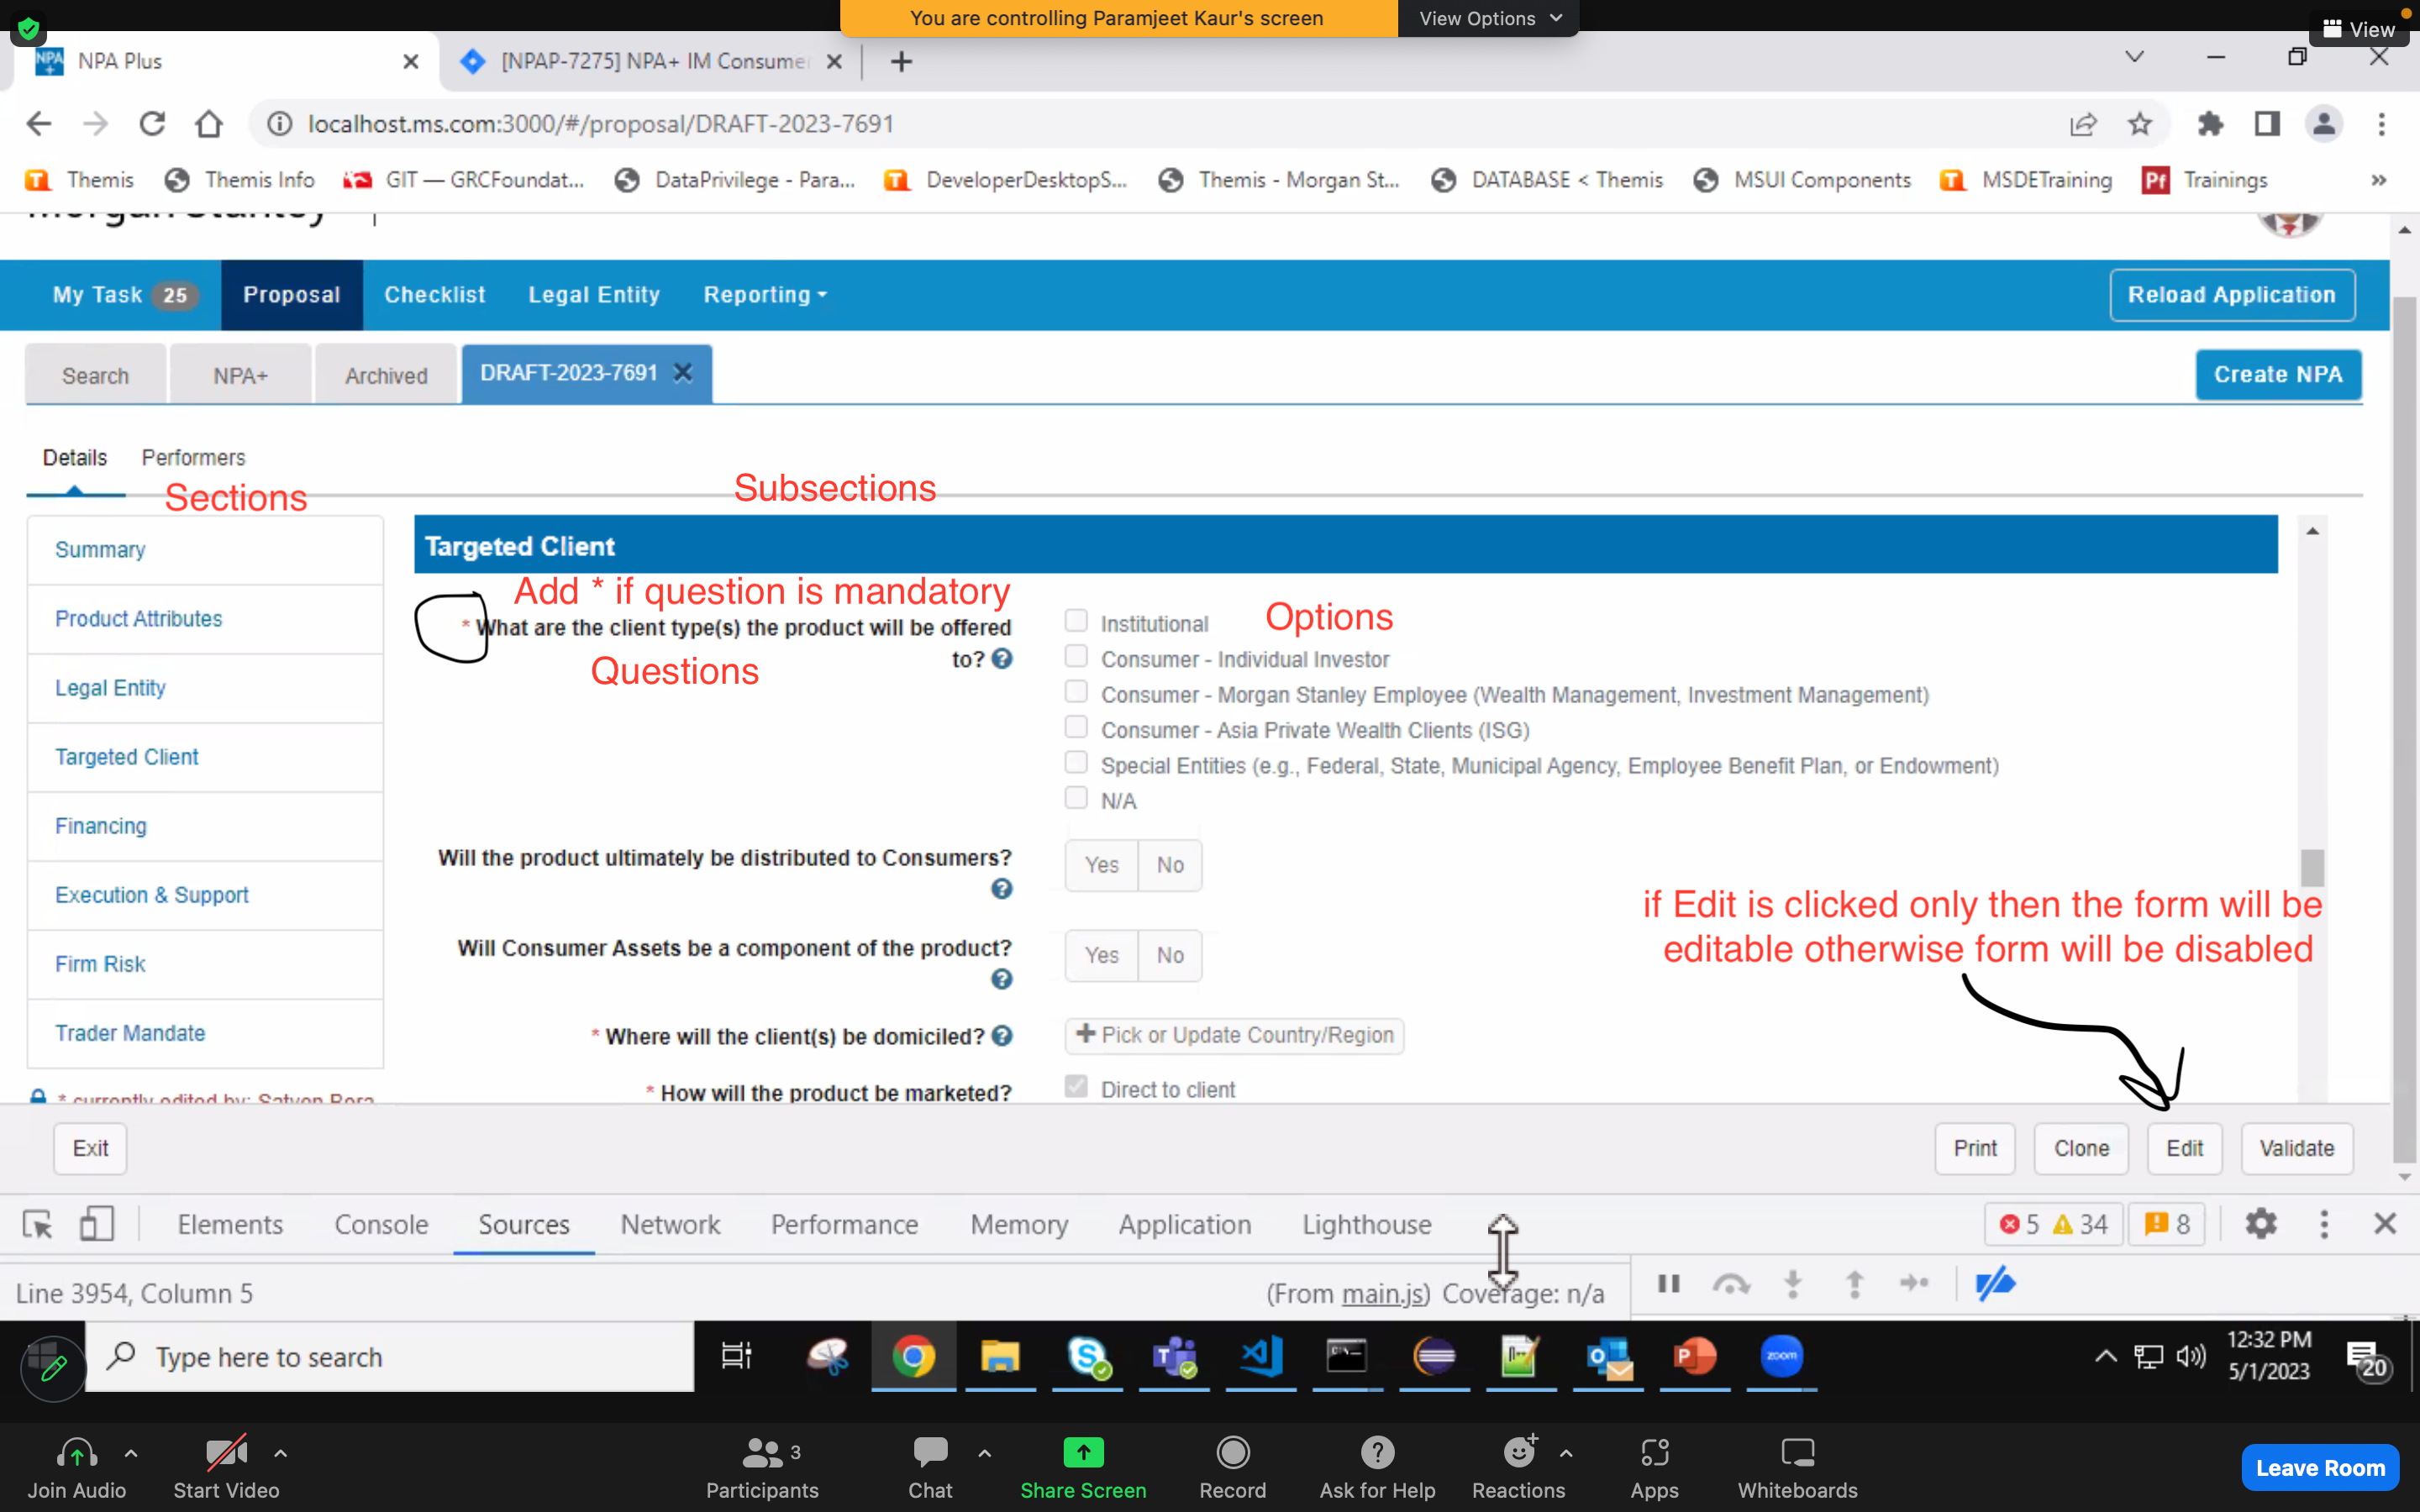 You are controlling Paramjeet Kaur's screen
View Options
View
NPA Plus
[NPAP-7275] NPA+ IM Consume
localhost.ms.com:3000/#/proposal/DRAFT-2023-7691
Themis
Themis Info
GIT — GRCFoundat...
DataPrivilege - Para...
DeveloperDesktopS...
Themis - Morgan St...
DATABASE < Themis
MSUI Components
MSDETraining
Pf Trainings
»
Morgan Stanley
My Task 25
Proposal
Checklist
Legal Entity
Reporting
Reload Application
Search
NPA+
Archived
DRAFT-2023-7691
Create NPA
Details
Performers
Sections
Subsections
Summary
Product Attributes
Legal Entity
Targeted Client
Financing
Execution & Support
Firm Risk
Trader Mandate
* currently edited by: Satven Bora
Targeted Client
Add * if question is mandatory
* What are the client type(s) the product will be offered
to?
Questions
Options
Institutional
Consumer - Individual Investor
Consumer - Morgan Stanley Employee (Wealth Management, Investment Management)
Consumer - Asia Private Wealth Clients (ISG)
Special Entities (e.g., Federal, State, Municipal Agency, Employee Benefit Plan, or Endowment)
N/A
Will the product ultimately be distributed to Consumers?
Yes No
Will Consumer Assets be a component of the product?
Yes No
if Edit is clicked only then the form will be
editable otherwise form will be disabled
* Where will the client(s) be domiciled?
Pick or Update Country/Region
* How will the product be marketed?
Direct to client
Exit
Print
Clone
Edit
Validate
Elements
Console
Sources
Network
Performance
Memory
Application
Lighthouse
5
34
8
Line 3954, Column 5
(From main.js) Coverage: n/a
Type here to search
zoom
12:32 PM
5/1/2023
20
Join Audio
Start Video
Participants
3
Chat
Share Screen
Record
Ask for Help
Reactions
Apps
Whiteboards
Leave Room